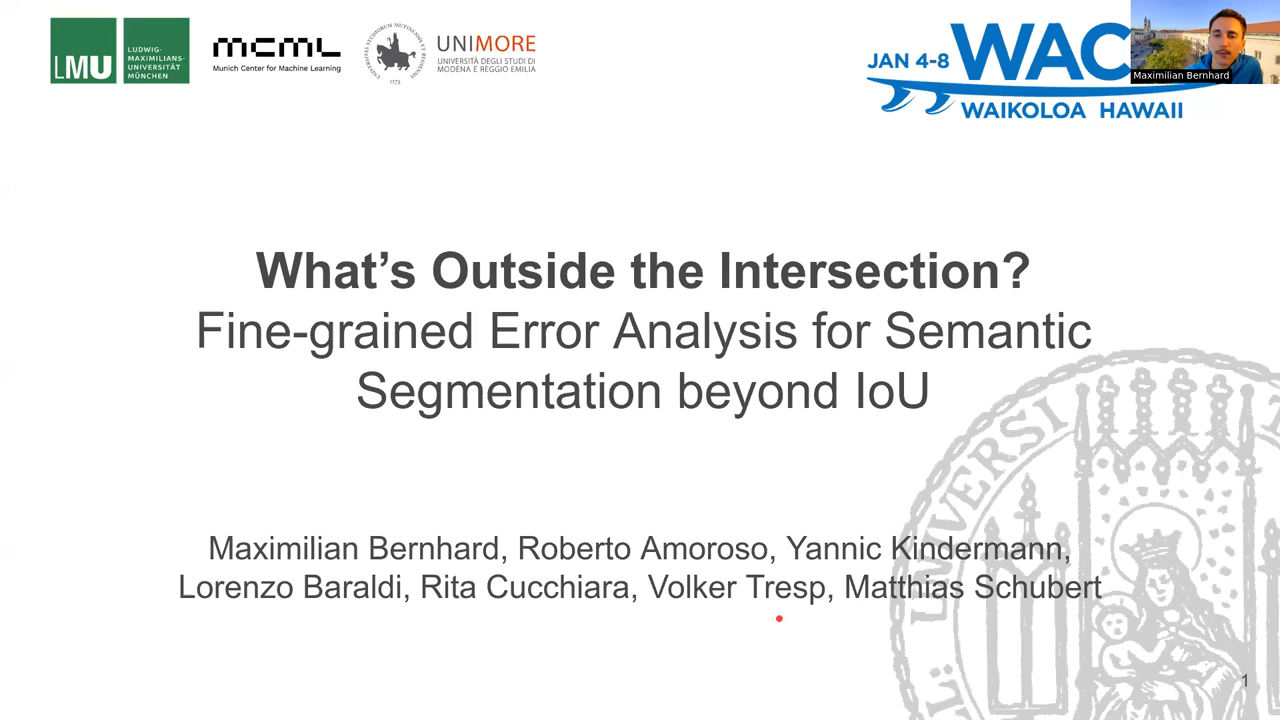 LMU
LUDWIG-
MAXIMILIANS-
UNIVERSITÄT
MÜNCHEN
mcml
Munich Center for Machine Learning
1175
UNIMORE
UNIVERSITÀ DEGLI STUDI DI
MODENA E REGGIO EMILIA
JAN 4-8
WAC
WAIKOLOA HAWAII
Maximilian Bernhard
What's Outside the Intersection?
Fine-grained Error Analysis for Semantic
Segmentation beyond IoU
Maximilian Bernhard, Roberto Amoroso, Yannic Kindermann,
Lorenzo Baraldi, Rita Cucchiara, Volker Tresp, Matthias Schubert
1